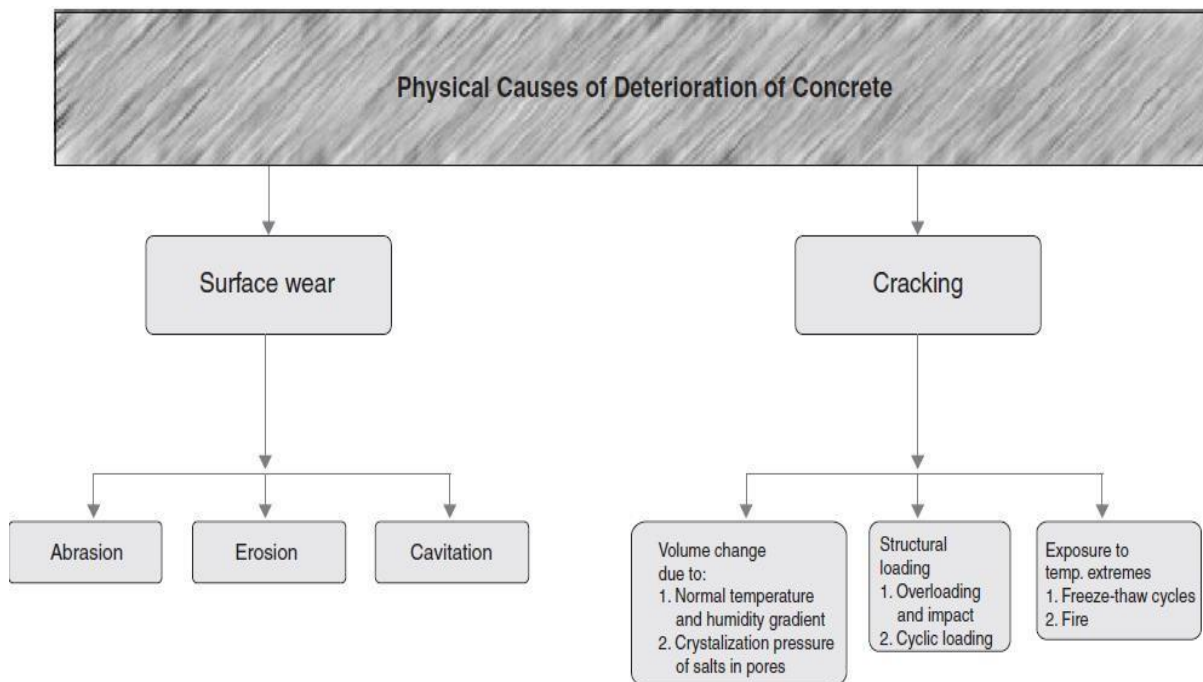 Physical Causes of Deterioration of Concrete
Surface wear
Cracking
Abrasion
Erosion
Cavitation
Volume change
due to:
1. Normal temperature
and humidity gradient
2. Crystalization pressure
of salts in pores
Structural
loading
1. Overloading
and impact
2. Cyclic loading
Exposure to
temp. extremes
1. Freeze-thaw cycles
2. Fire